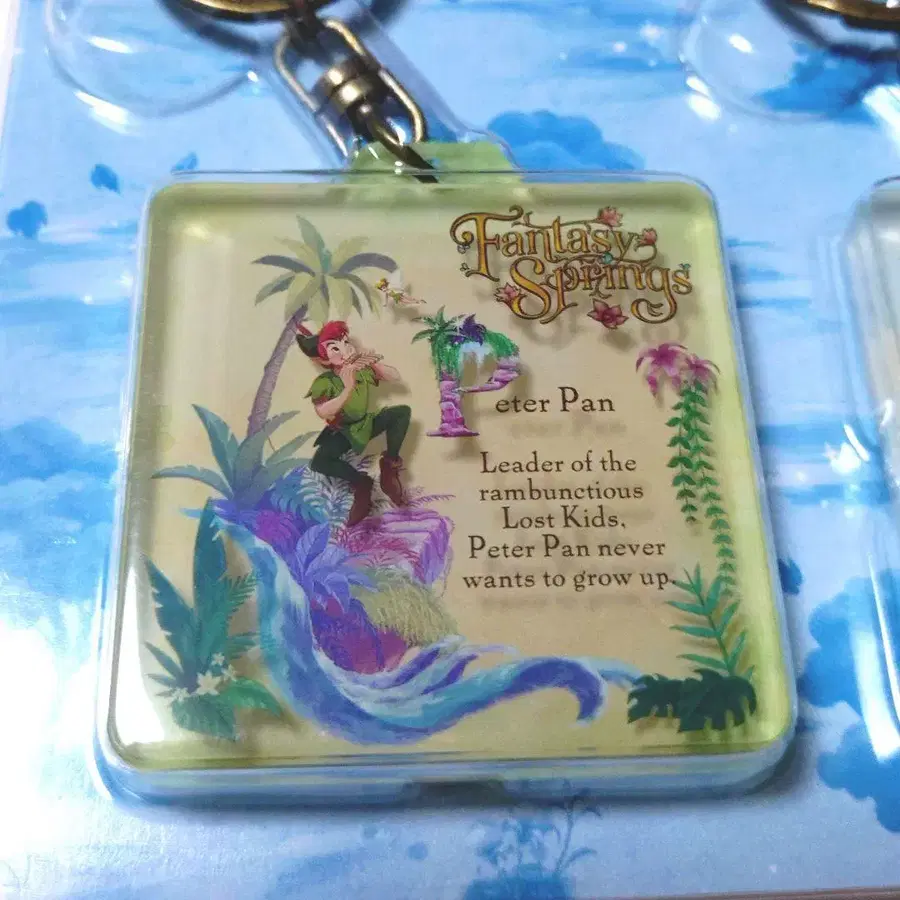 Fantasy
Springs
Peter Pan
Leader of the
rambunctious
Lost Kids,
Peter Pan never
wants to grow up.